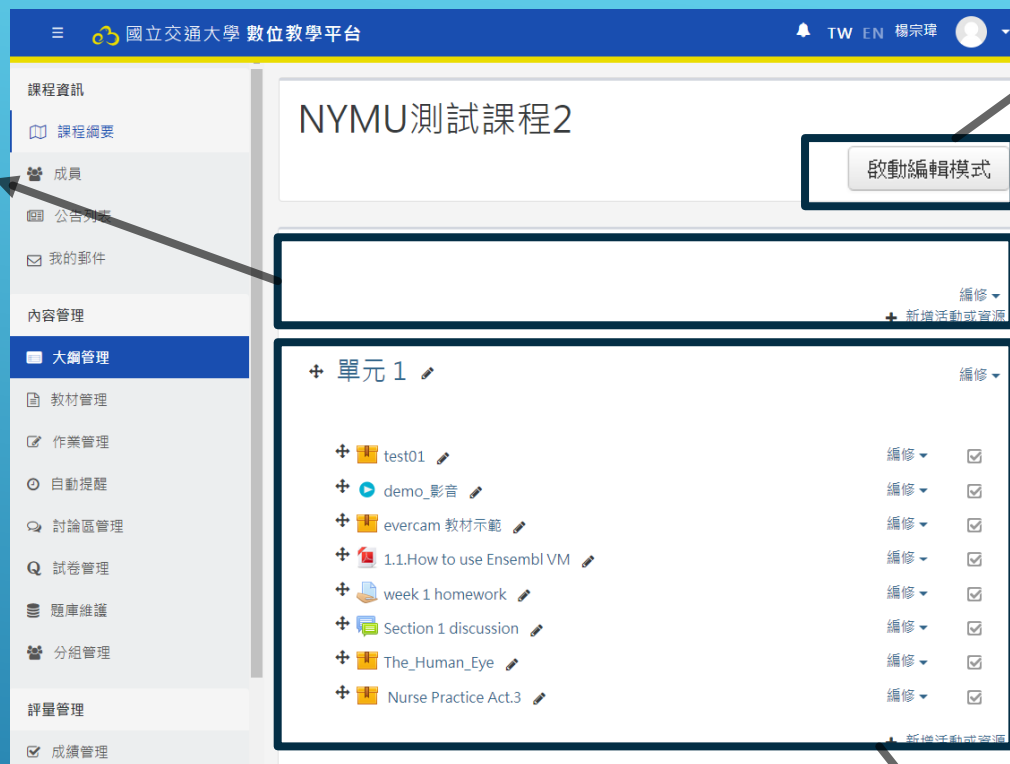 國立交通大學 數位教學平台
TW EN 楊宗瑋
課程資訊
課程綱要
成員
公告列表
我的郵件
內容管理
大綱管理
教材管理
作業管理
自動提醒
討論區管理
試卷管理
題庫維護
分組管理
評量管理
成績管理
NYMU測試課程2
啟動編輯模式
編修
新增活動或資源
單元 1
編修
test01 編修
demo_影音 編修
evercam 教材示範 編修
1.1.How to use Ensembl VM 編修
week 1 homework 編修
Section 1 discussion 編修
The_Human_Eye 編修
Nurse Practice Act.3 編修
新增活動或資源